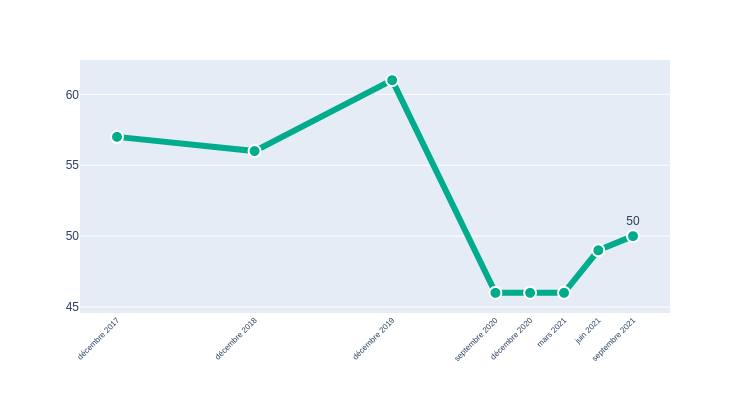 60
55
50
45
50
décembre 2017
décembre 2018
décembre 2019
septembre 2020
décembre 2020
mars 2021
juin 2021
septembre 2021